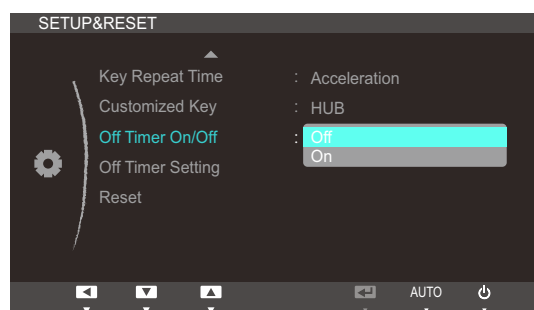 SETUP&RESET
Key Repeat Time : Acceleration
Customized Key : HUB
Off Timer On/Off : Off
On
Off Timer Setting
Reset
AUTO